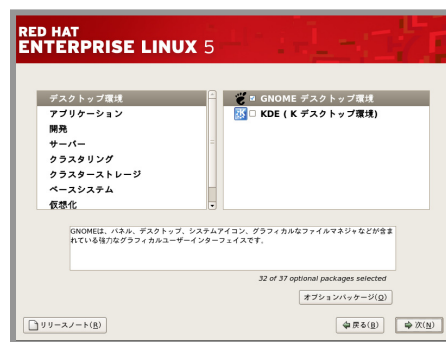 RED HAT
ENTERPRISE LINUX 5
デスクトップ環境
アプリケーション
開発
サーバー
クラスタリング
クラスターストレージ
ベースシステム
仮想化
GNOME デスクトップ環境
KDE ( K デスクトップ環境)
GNOMEは、パネル、デスクトップ、システムアイコン、グラフィカルなファイルマネジャなどが含ま
れている強力なグラフィカルユーザーインターフェイスです。
32 of 37 optional packages selected
オプションパッケージ(O)
リリースノート(R)
戻る(B)
次(N)